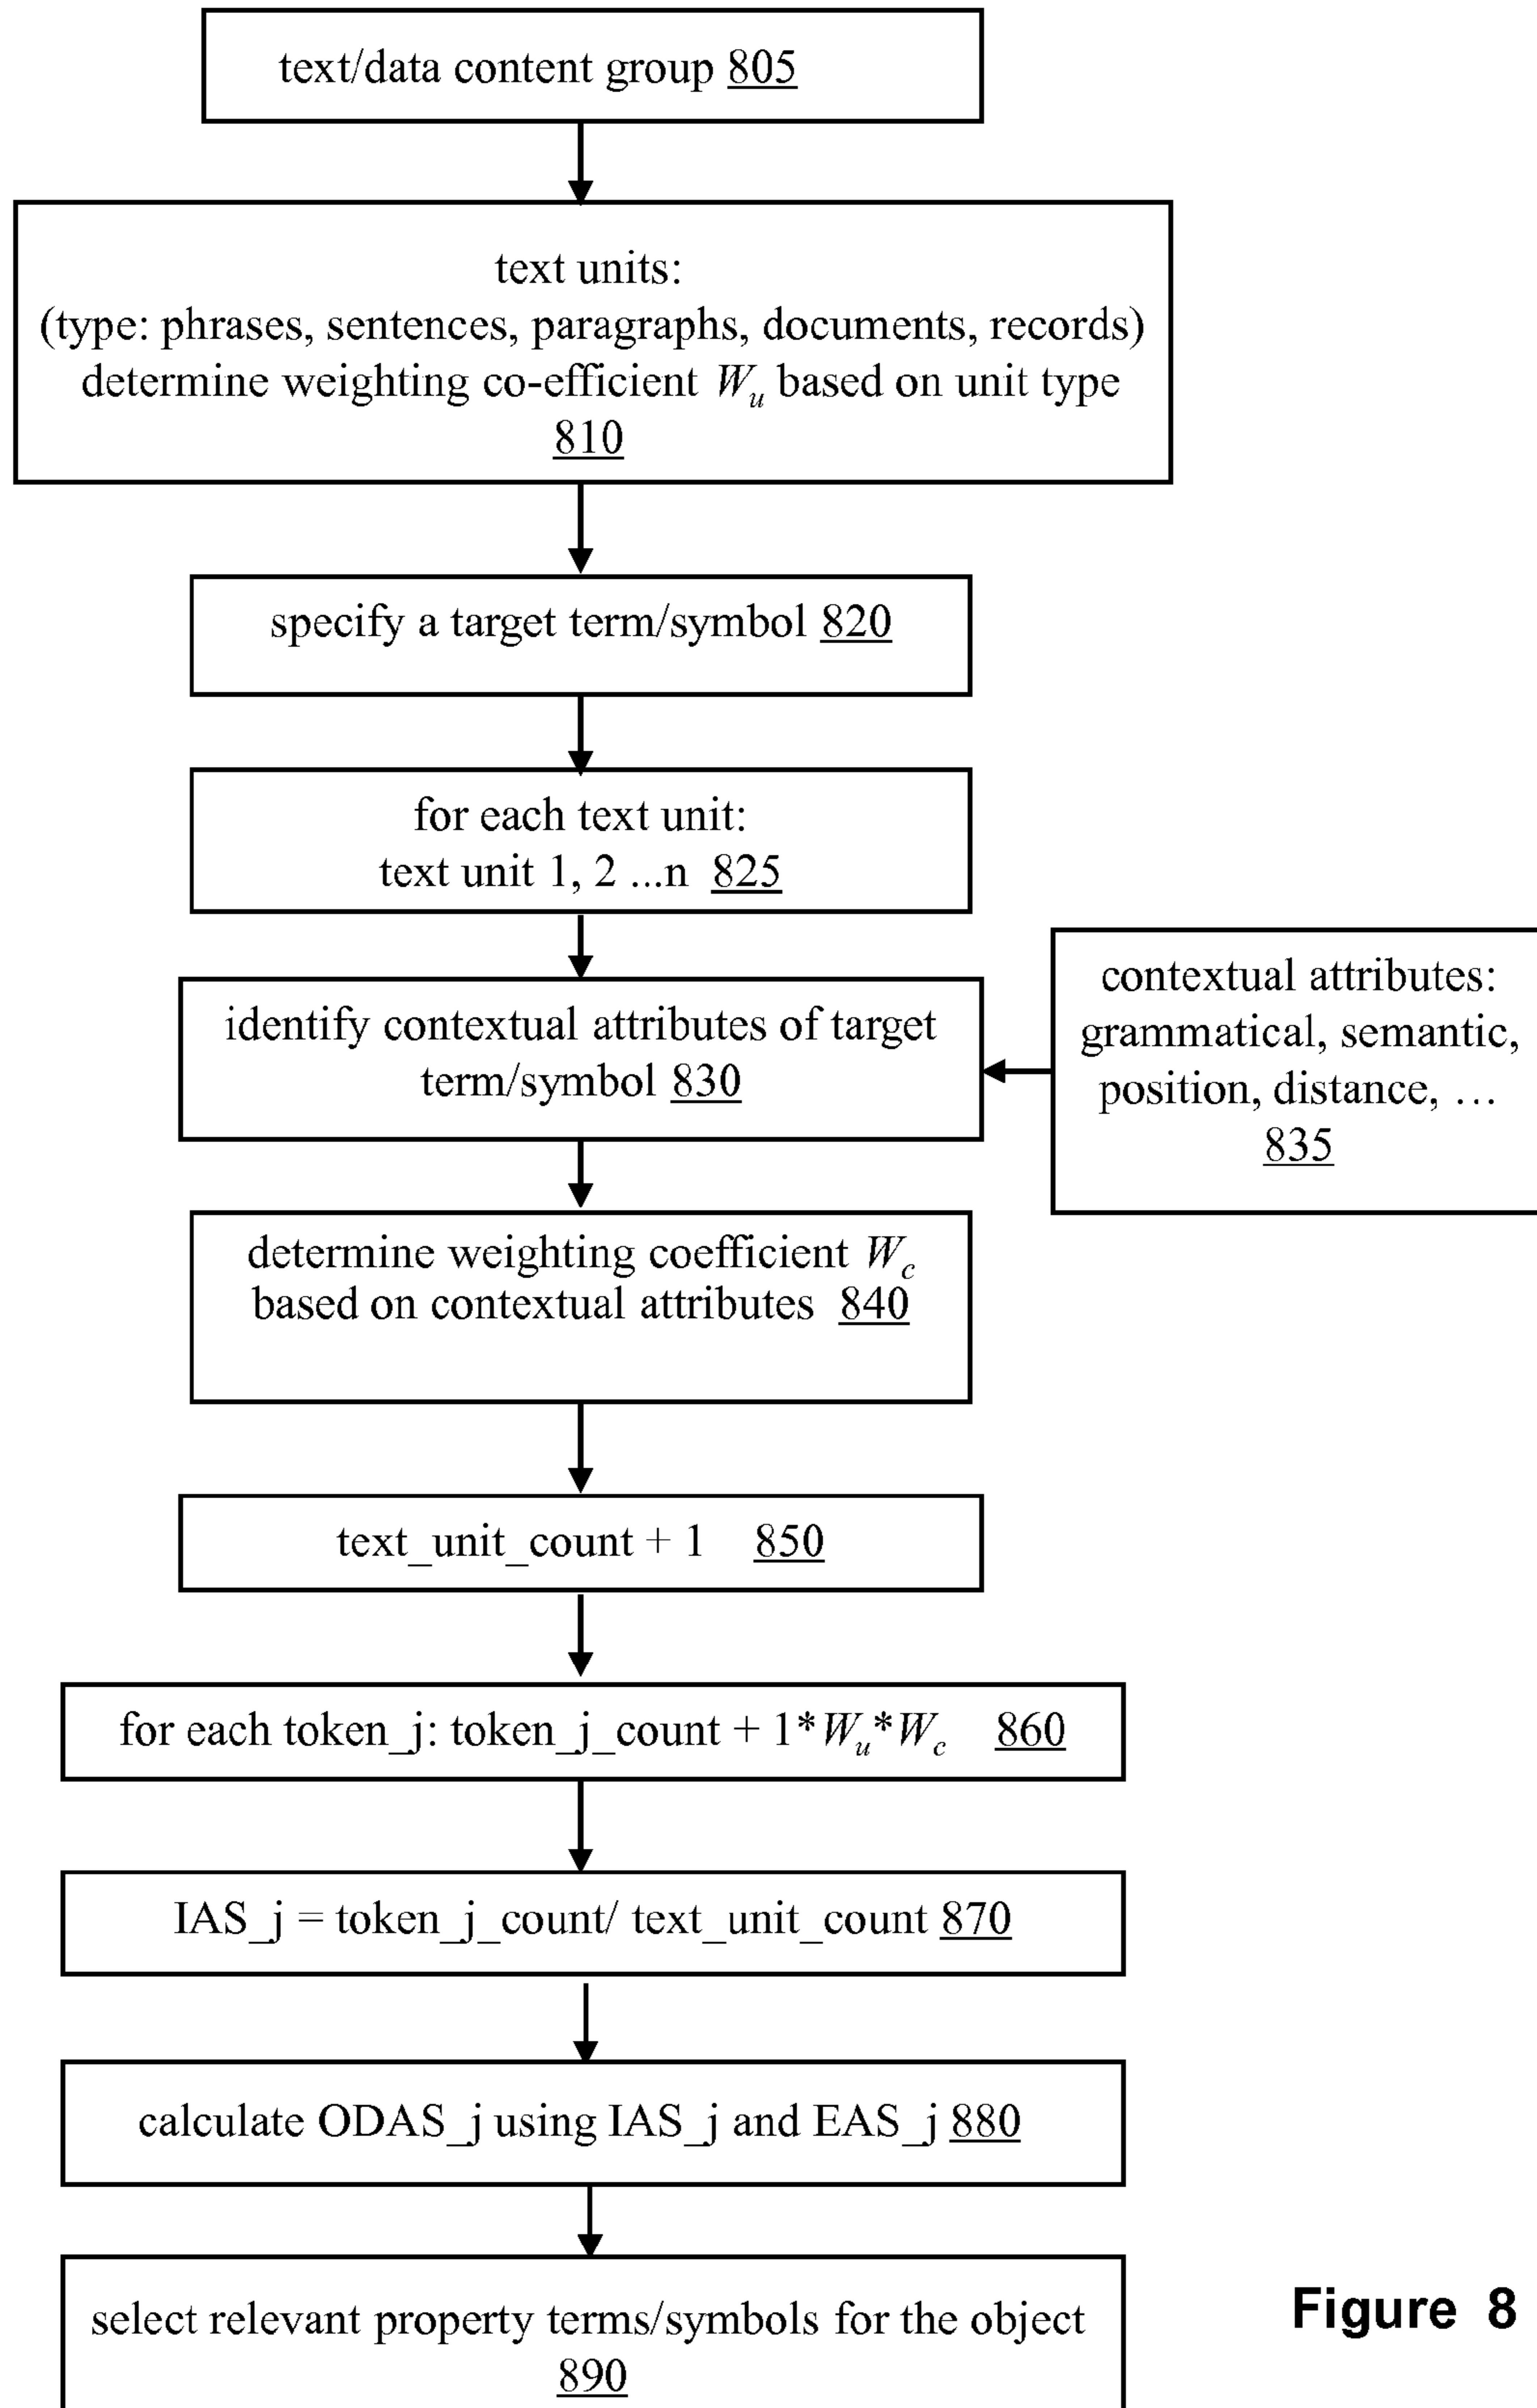 text/data content group 805
text units:
(type: phrases, sentences, paragraphs, documents, records)
determine weighting co-efficient Wu based on unit type
810
specify a target term/symbol 820
for each text unit:
text unit 1, 2 ...n 825
identify contextual attributes of target
term/symbol 830
contextual attributes:
grammatical, semantic,
position, distance, …
835
determine weighting coefficient Wc
based on contextual attributes 840
text_unit_count + 1 850
for each token_j: token_j_count + 1*Wu*Wc 860
IAS_j = token_j_count/ text_unit_count 870
calculate ODAS_j using IAS_j and EAS_j 880
select relevant property terms/symbols for the object
890
Figure 8